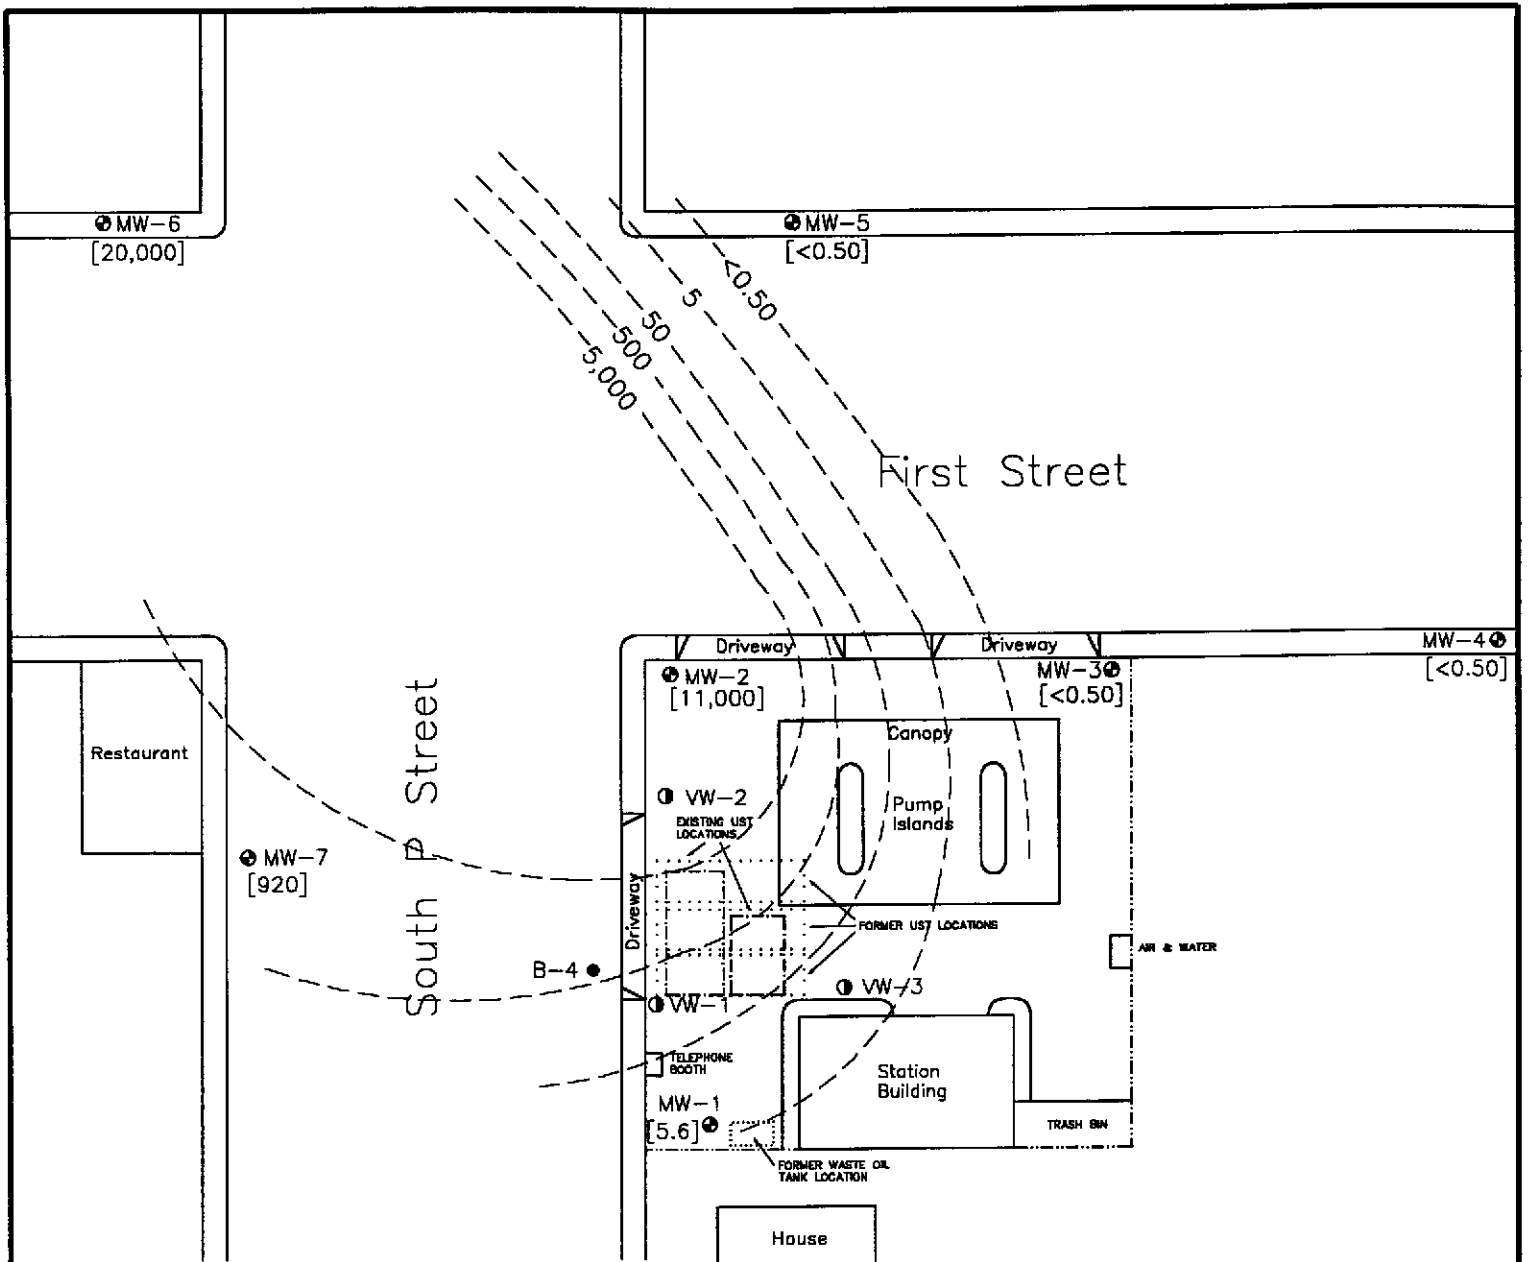 MW-6
[20,000]
MW-5
[<0.50]
<0.50
5
50
500
5,000
First Street
Driveway
Driveway
MW-4
[<0.50]
MW-2
[11,000]
MW-3
[<0.50]
Canopy
Restaurant
South P Street
VW-2
EXISTING UST
LOCATIONS
Pump
Islands
MW-7
[920]
Driveway
FORMER UST LOCATIONS
AIR & WATER
B-4
VW-1
VW-3
TELEPHONE
BOOTH
Station
Building
MW-1
[5.6]
TRASH BIN
FORMER WASTE OIL
TANK LOCATION
House